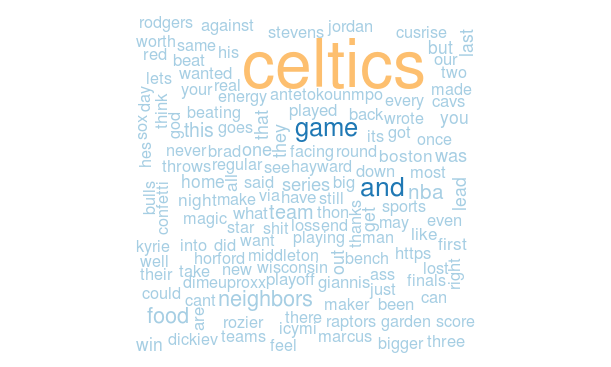 rodgers against stevens jordan cusrise last
worth same his celtics but our
red beat wanted two
lets your real energy antetokounmpo every cavs made
day think god beating played back wrote you
sox this goes that they game its got once
hes never brad one facing round boston was
throws regular see hayward down most
bulls home all said series big and nba lead
confetti night make via have still sports
magic what team thon thanks get may even
star shit loss end man like first
kyrie into did want playing out https
well horford middleton bench lost right
their take new wisconsin playoff giannis ass finals
dimeuproxx just
could cant neighbors maker been can
food are rozier icymi there raptors garden score
win dickiev teams feel marcus bigger three